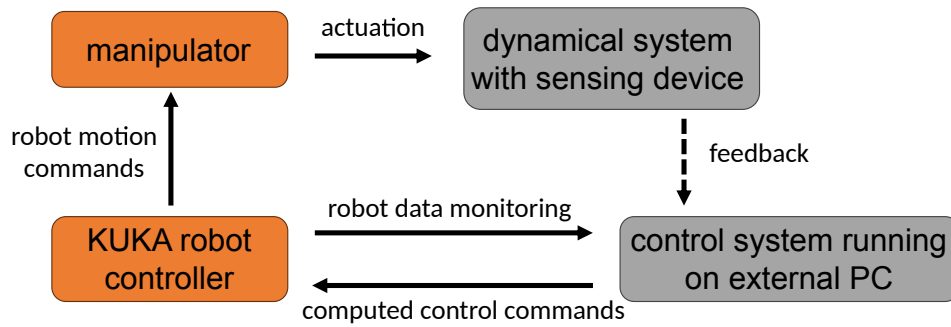 manipulator
actuation
dynamical system
with sensing device
robot motion
commands
feedback
KUKA robot
controller
robot data monitoring
control system running
on external PC
computed control commands